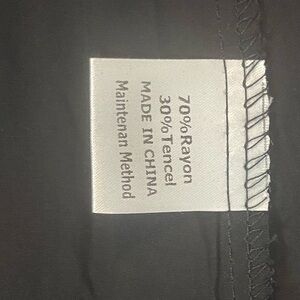 70%Rayon
30%Tencel
MADE IN CHINA
Maintenan Method